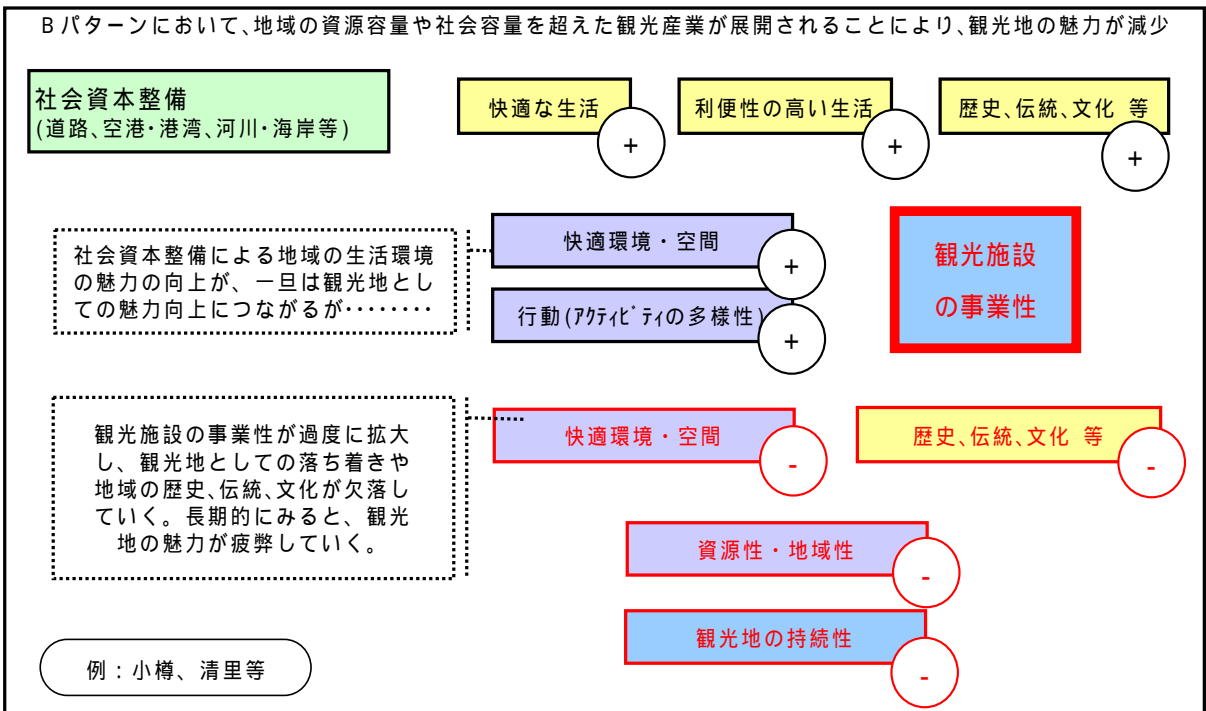 Bパターンにおいて、地域の資源容量や社会容量を超えた観光産業が展開されることにより、観光地の魅力が減少
社会資本整備
(道路、空港・港湾、河川・海岸等)
快適な生活
+
利便性の高い生活
+
歴史、伝統、文化 等
+
社会資本整備による地域の生活環境
の魅力の向上が、一旦は観光地とし
ての魅力向上につながるが‥‥‥‥
快適環境・空間
+
行動(ｱｸﾃｨﾋﾞﾃｨの多様性)
+
観光施設
の事業性
観光施設の事業性が過度に拡大
し、観光地としての落ち着きや
地域の歴史、伝統、文化が欠落し
ていく。長期的にみると、観光
地の魅力が疲弊していく。
快適環境・空間
-
歴史、伝統、文化 等
-
資源性・地域性
-
観光地の持続性
-
例：小樽、清里等